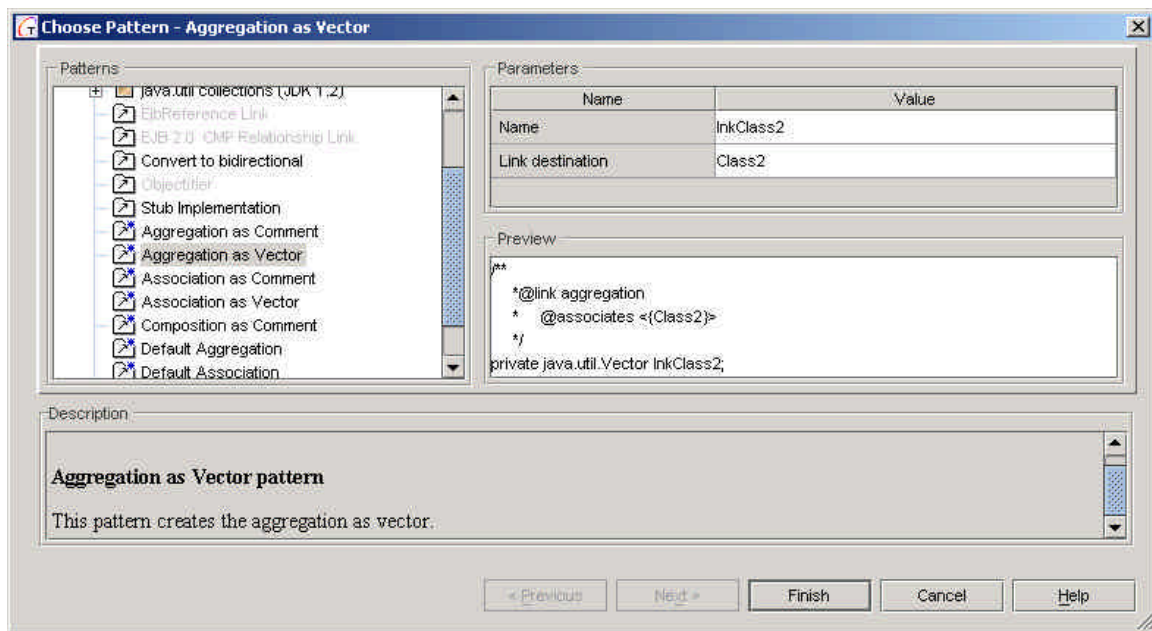 Choose Pattern - Aggregation as Vector
Patterns
java.util collections (JDK 1.2)
EjbReference Link
EJB 2.0 CMP Relationship Link
Convert to bidirectional
Objectifier
Stub Implementation
Aggregation as Comment
Aggregation as Vector
Association as Comment
Association as Vector
Composition as Comment
Default Aggregation
Default Association
Parameters
Name Value
Name lnkClass2
Link destination Class2
Preview
/**
*@link aggregation
* @associates <{Class2}>
*/
private java.util.Vector lnkClass2;
Description
Aggregation as Vector pattern
This pattern creates the aggregation as vector.
< Previous Next > Finish Cancel Help